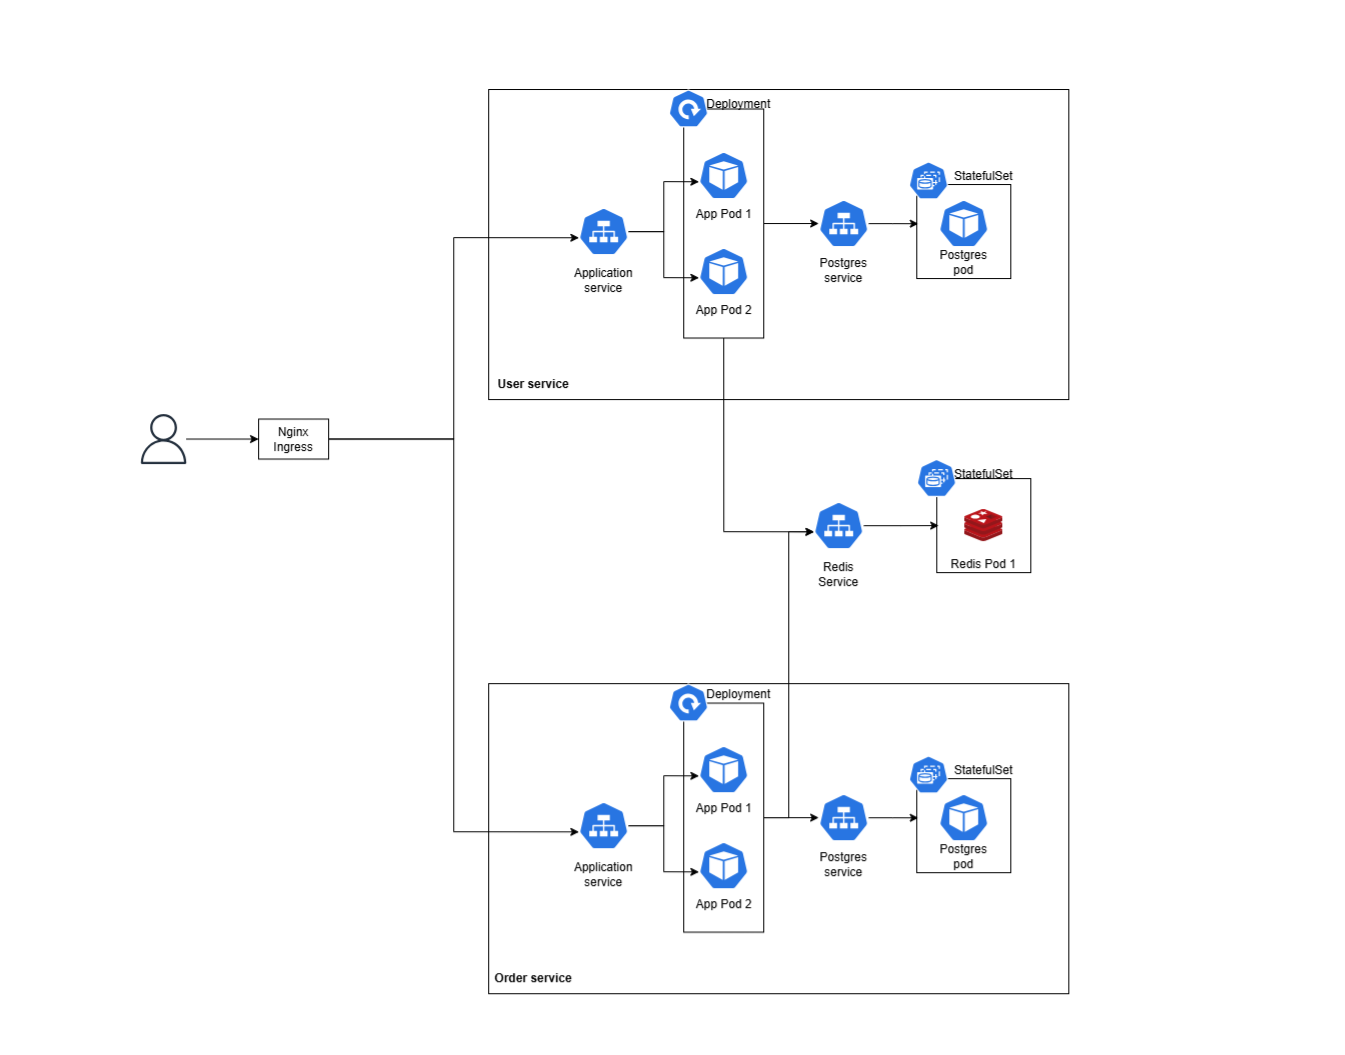 Deployment
App Pod 1
StatefulSet
Application
service
Postgres
service
Postgres
pod
App Pod 2
User service
Nginx
Ingress
StatefulSet
Redis
Service
Redis Pod 1
Deployment
App Pod 1
StatefulSet
Application
service
Postgres
service
Postgres
pod
App Pod 2
Order service